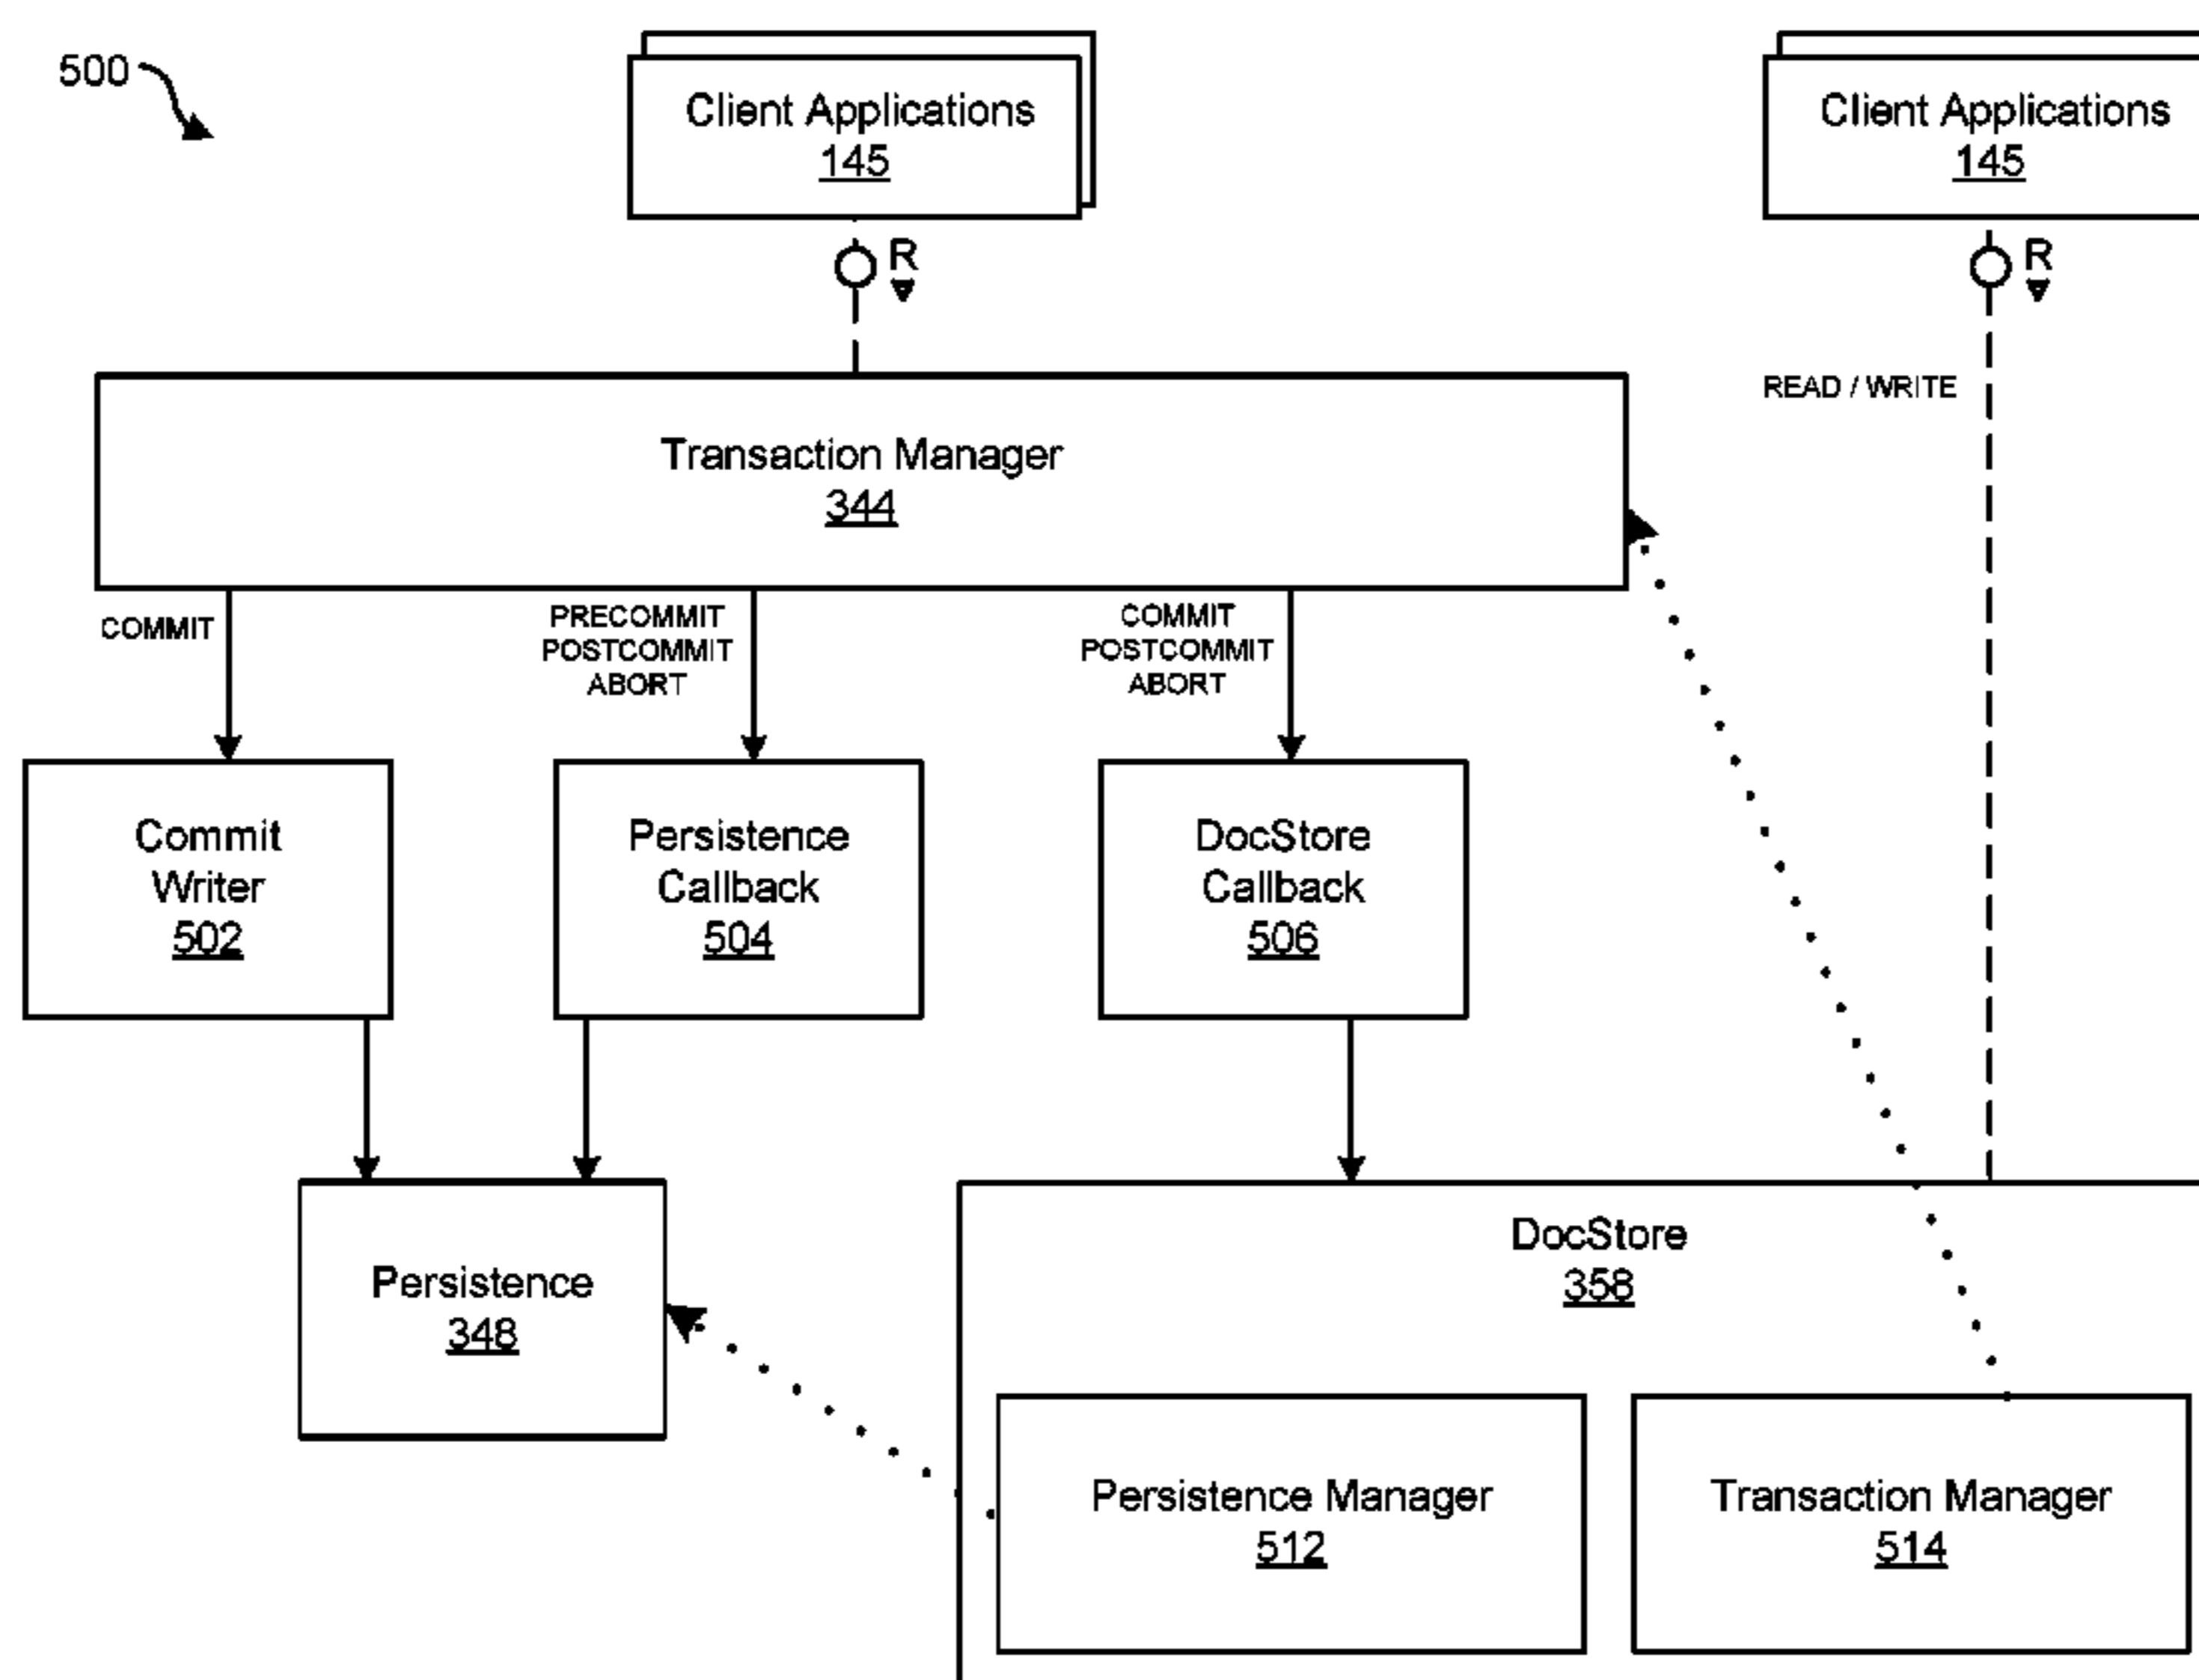 500
Client Applications
145
Client Applications
145
R
R
READ / WRITE
Transaction Manager
344
COMMIT
PRECOMMIT
POSTCOMMIT
ABORT
COMMIT
POSTCOMMIT
ABORT
Commit
Writer
502
Persistence
Callback
504
DocStore
Callback
506
Persistence
348
DocStore
358
Persistence Manager
512
Transaction Manager
514